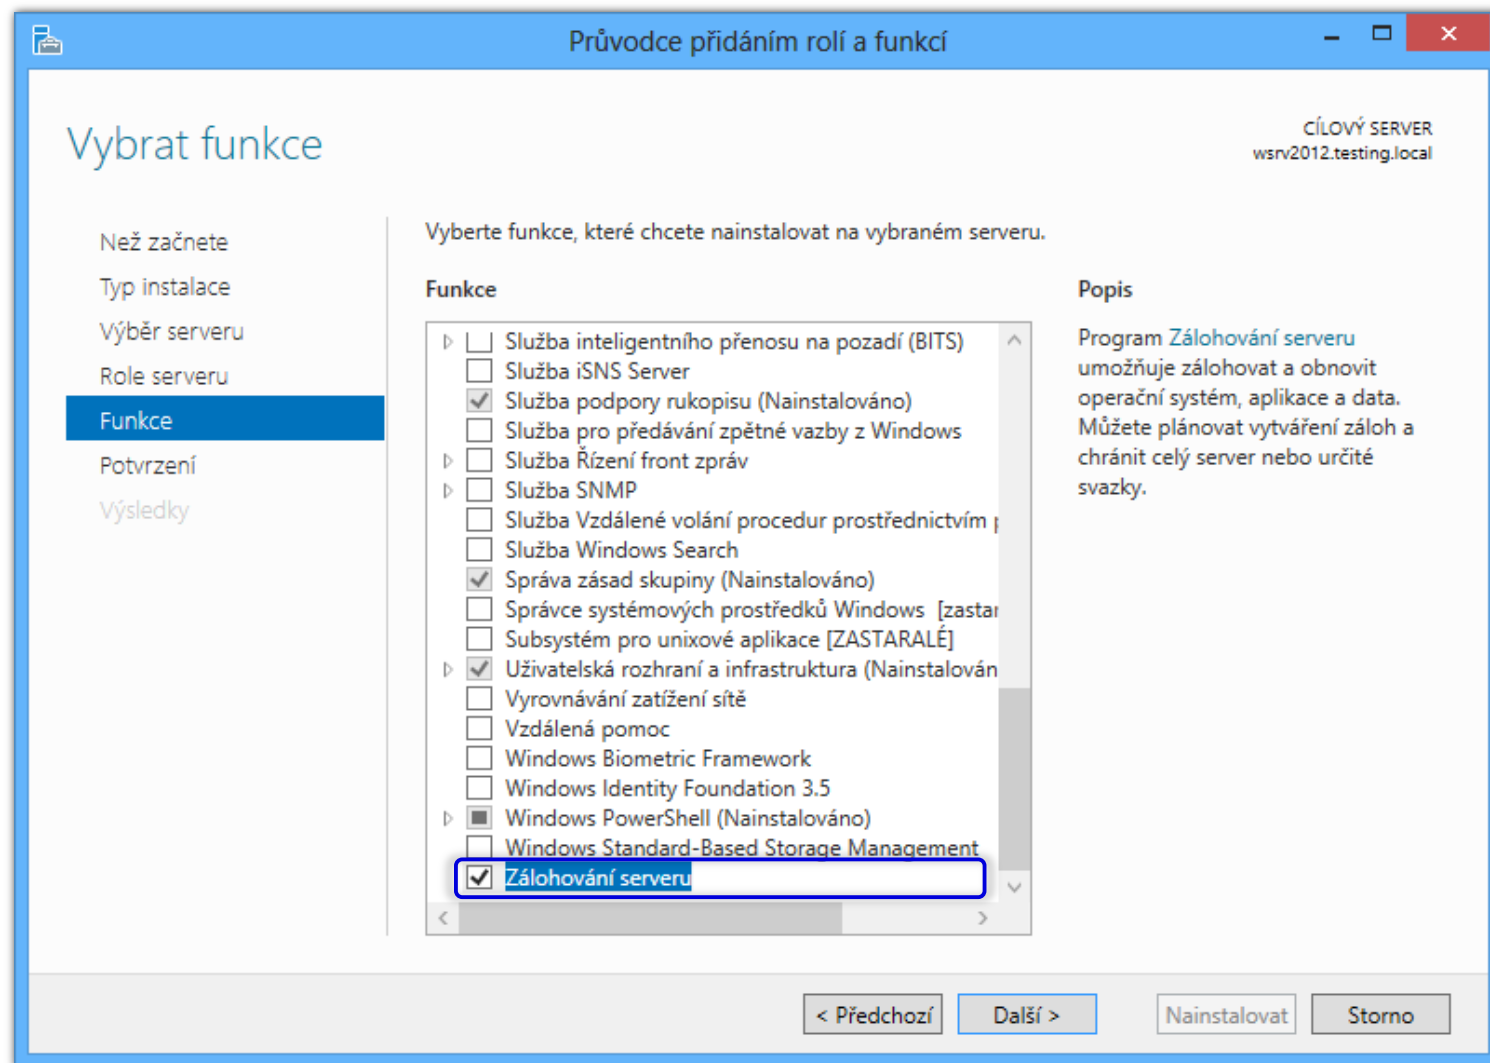 Průvodce přidáním rolí a funkcí
Vybrat funkce
CÍLOVÝ SERVER
wsrv2012.testing.local
Než začnete
Typ instalace
Výběr serveru
Role serveru
Funkce
Potvrzení
Výsledky
Vyberte funkce, které chcete nainstalovat na vybraném serveru.
Funkce
Služba inteligentního přenosu na pozadí (BITS)
Služba iSNS Server
Služba podpory rukopisu (Nainstalováno)
Služba pro předávání zpětné vazby z Windows
Služba Řízení front zpráv
Služba SNMP
Služba Vzdálené volání procedur prostřednictvím
Služba Windows Search
Správa zásad skupiny (Nainstalováno)
Správce systémových prostředků Windows [zastar
Subsystém pro unixové aplikace [ZASTARALÉ]
Uživatelská rozhraní a infrastruktura (Nainstalován
Vyrovnávání zatížení sítě
Vzdálená pomoc
Windows Biometric Framework
Windows Identity Foundation 3.5
Windows PowerShell (Nainstalováno)
Windows Standard-Based Storage Management
Zálohování serveru
Popis
Program Zálohování serveru
umožňuje zálohovat a obnovit
operační systém, aplikace a data.
Můžete plánovat vytváření záloh a
chránit celý server nebo určité
svazky.
< Předchozí
Další >
Nainstalovat
Storno